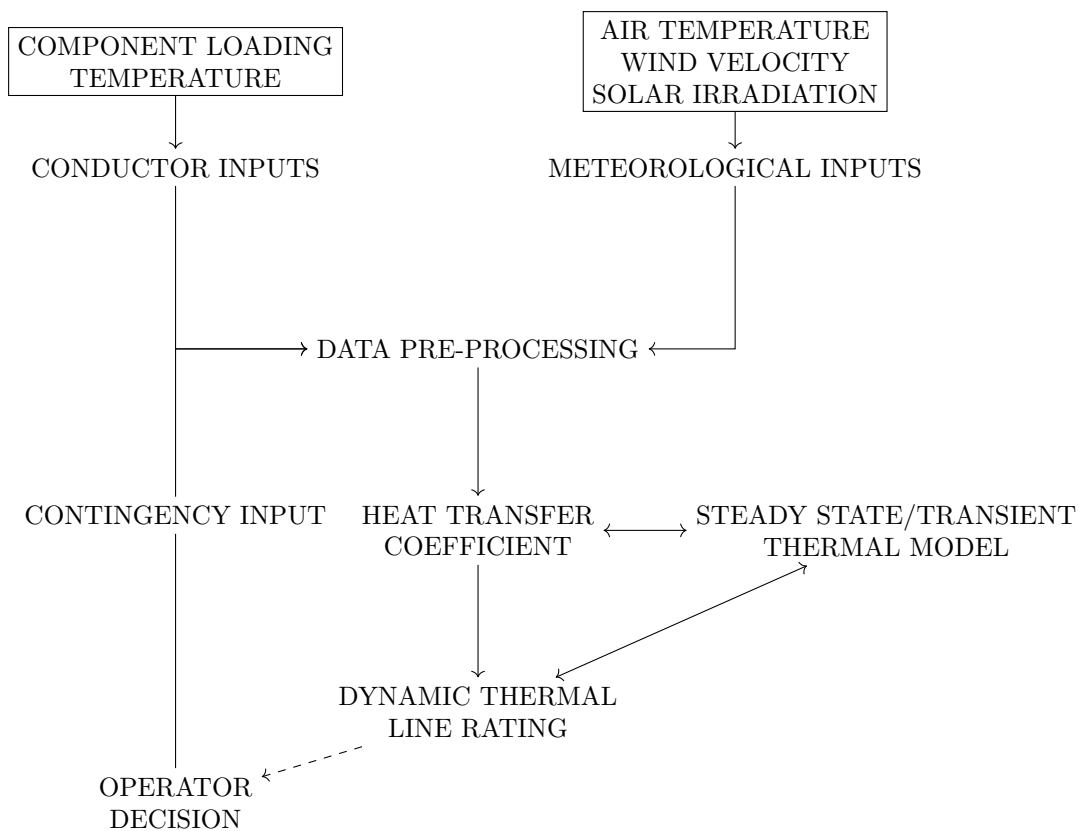 COMPONENT LOADING
TEMPERATURE
AIR TEMPERATURE
WIND VELOCITY
SOLAR IRRADIATION
CONDUCTOR INPUTS
METEOROLOGICAL INPUTS
DATA PRE-PROCESSING
CONTINGENCY INPUT
HEAT TRANSFER
COEFFICIENT
STEADY STATE/TRANSIENT
THERMAL MODEL
DYNAMIC THERMAL
LINE RATING
OPERATOR
DECISION